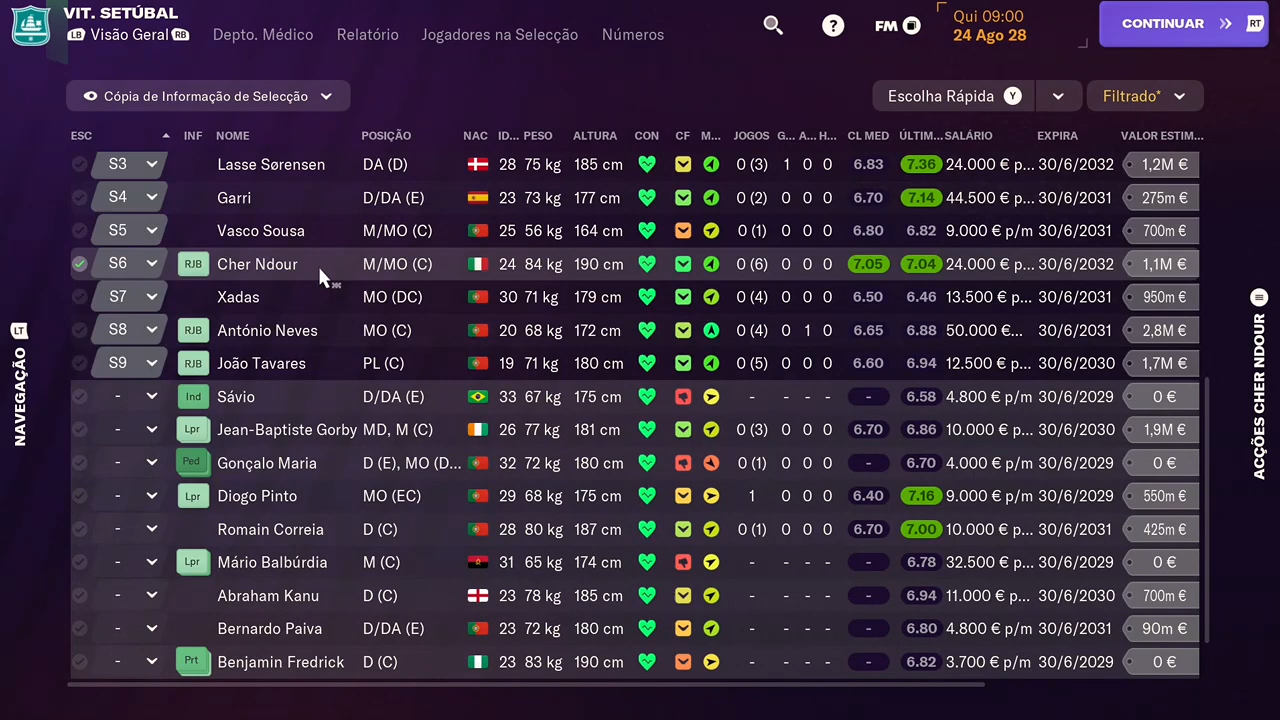 VIT. SETÚBAL
LB Visão Geral RB Depto. Médico Relatório Jogadores na Selecção Números
? FM Qui 09:00 24 Ago 28 CONTINUAR RT
Cópia de Informação de Selecção Escolha Rápida Y Filtrado*
ESC INF NOME POSIÇÃO NAC ID... PESO ALTURA CON CF M... JOGOS G... A... H... CL MED ÚLTIM... SALÁRIO EXPIRA VALOR ESTIM...
S3 Lasse Sørensen DA (D) 28 75 kg 185 cm 0 (3) 1 0 0 6.83 7.36 24.000 € p... 30/6/2032 1,2M €
S4 Garri D/DA (E) 23 73 kg 177 cm 0 (2) 0 0 0 6.70 7.14 44.500 € p... 30/6/2031 275m €
S5 Vasco Sousa M/MO (C) 25 56 kg 164 cm 0 (1) 0 0 0 6.80 6.82 9.000 € p/m 30/6/2031 700m €
S6 RJB Cher Ndour M/MO (C) 24 84 kg 190 cm 0 (6) 0 0 0 7.05 7.04 24.000 € p... 30/6/2032 1,1M €
S7 Xadas MO (DC) 30 71 kg 179 cm 0 (4) 0 0 0 6.50 6.46 13.500 € p... 30/6/2031 950m €
S8 RJB António Neves MO (C) 20 68 kg 172 cm 0 (4) 0 1 0 6.65 6.88 50.000 €... 30/6/2031 2,8M €
S9 RJB João Tavares PL (C) 19 71 kg 180 cm 0 (5) 0 0 0 6.60 6.94 12.500 € p... 30/6/2031 1,7M €
- Ind Sávio D/DA (E) 33 67 kg 175 cm - - - - - 6.58 4.800 € p/m 30/6/2029 0 €
- Lpr Jean-Baptiste Gorby MD, M (C) 26 77 kg 181 cm 0 (3) 0 0 0 6.70 6.86 10.000 € p... 30/6/2030 1,9M €
- Ped Gonçalo Maria D (E), MO (D... 32 72 kg 180 cm 0 (1) 0 0 0 - 6.70 4.000 € p/m 30/6/2029 0 €
- Lpr Diogo Pinto MO (EC) 29 68 kg 175 cm 1 0 0 0 6.40 7.16 9.000 € p/m 30/6/2029 550m €
- Romain Correia D (C) 28 80 kg 187 cm 0 (1) 0 0 0 6.70 7.00 10.000 € p... 30/6/2031 425m €
- Lpr Mário Balbúrdia M (C) 31 65 kg 174 cm - - - - - 6.78 32.500 € p... 30/6/2029 0 €
- Abraham Kanu D (C) 23 78 kg 185 cm - - - - - 6.94 11.000 € p... 30/6/2030 700m €
- Bernardo Paiva D/DA (E) 23 72 kg 180 cm - - - - - 6.80 4.800 € p/m 30/6/2031 90m €
- Prt Benjamin Fredrick D (C) 23 83 kg 190 cm - - - - - 6.82 3.700 € p/m 30/6/2029 0 €
LT NAVEGAÇÃO
ACÇÕES CHER NDOUR